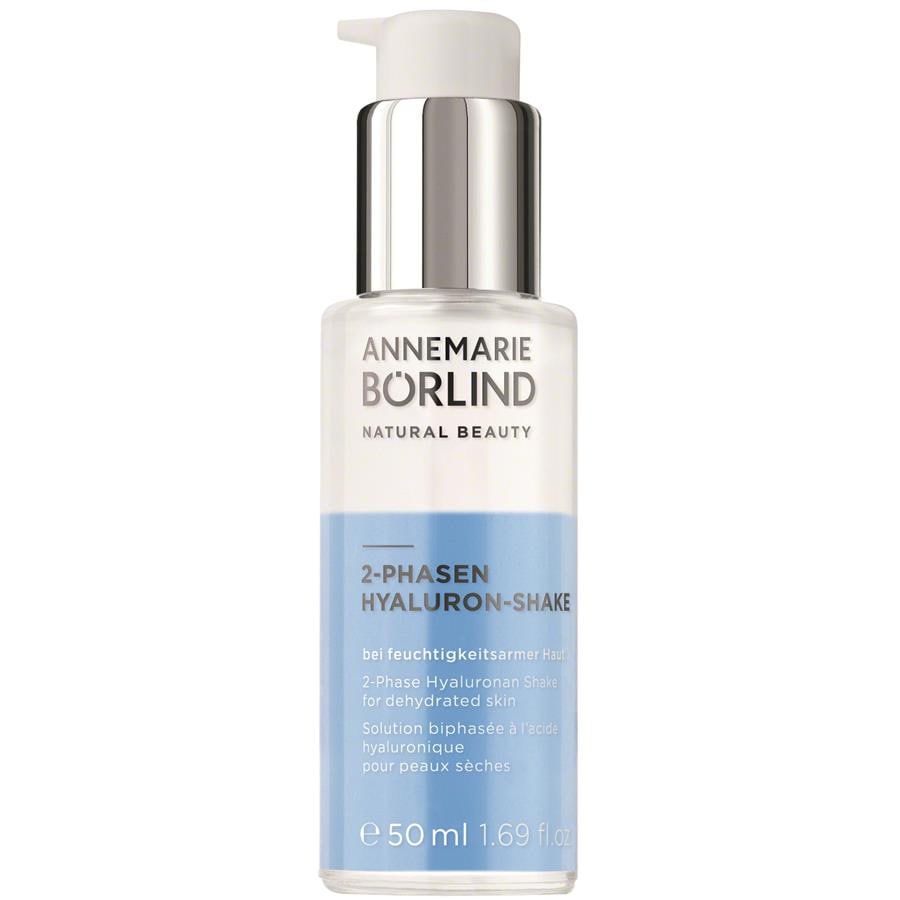 ANNEMARIE
BÖRLIND
NATURAL BEAUTY
2-PHASEN
HYALURON-SHAKE
bei feuchtigkeitsarmer Haut
2-Phase Hyaluronan Shake
for dehydrated skin
Solution biphasée à l'acide
hyaluronique
pour peaux sèches
℮ 50 ml 1.69 fl.oz.